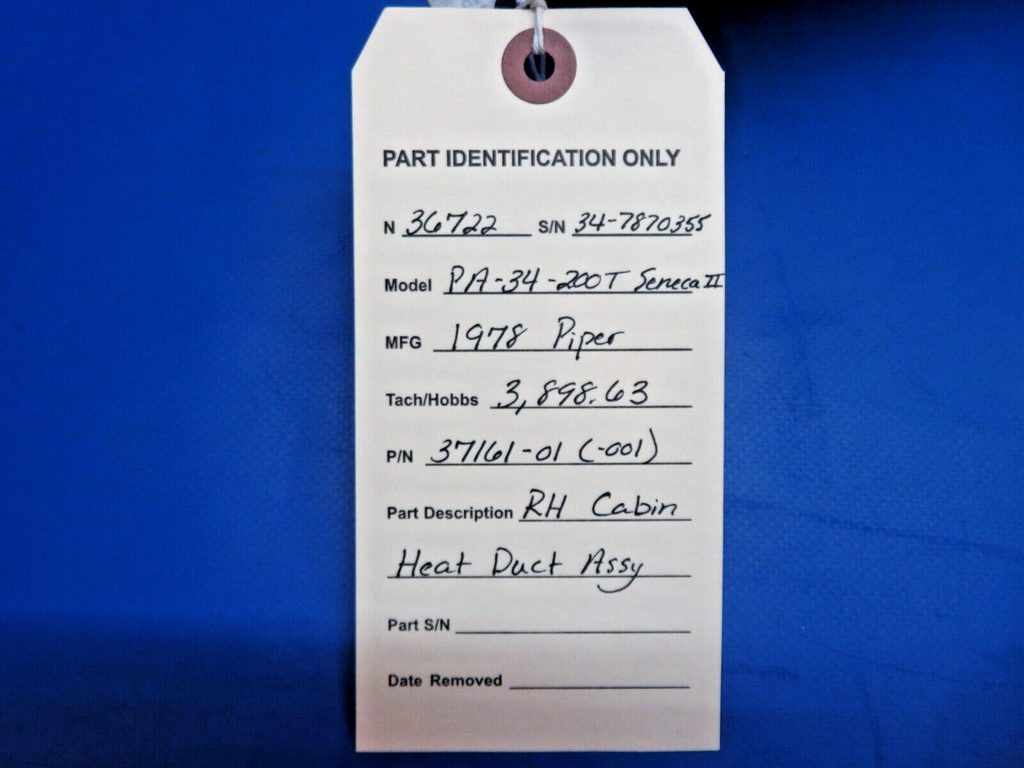 PART IDENTIFICATION ONLY
N 36722 S/N 34-7870355
Model PA-34-200T Seneca II
MFG 1978 Piper
Tach/Hobbs 3,898.63
P/N 37161-01 (-001)
Part Description RH Cabin
Heat Duct Assy
Part S/N
Date Removed